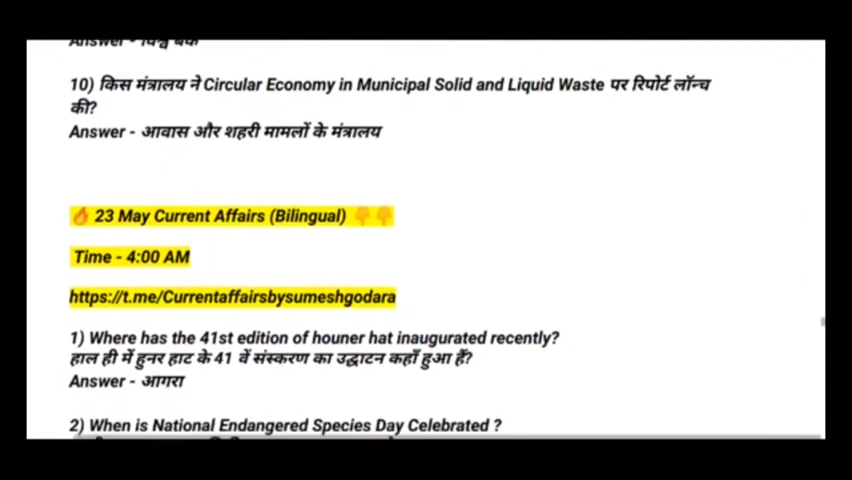 Answer - विश्व बैंक
10) किस मंत्रालय ने Circular Economy in Municipal Solid and Liquid Waste पर रिपोर्ट लॉन्च
की?
Answer - आवास और शहरी मामलों के मंत्रालय
🔥 23 May Current Affairs (Bilingual) 👇👇
Time - 4:00 AM
https://t.me/Currentaffairsbysumeshgodara
1) Where has the 41st edition of houner hat inaugurated recently?
हाल ही में हुनर हाट के 41 वें संस्करण का उद्घाटन कहाँ हुआ हैं?
Answer - आगरा
2) When is National Endangered Species Day Celebrated ?